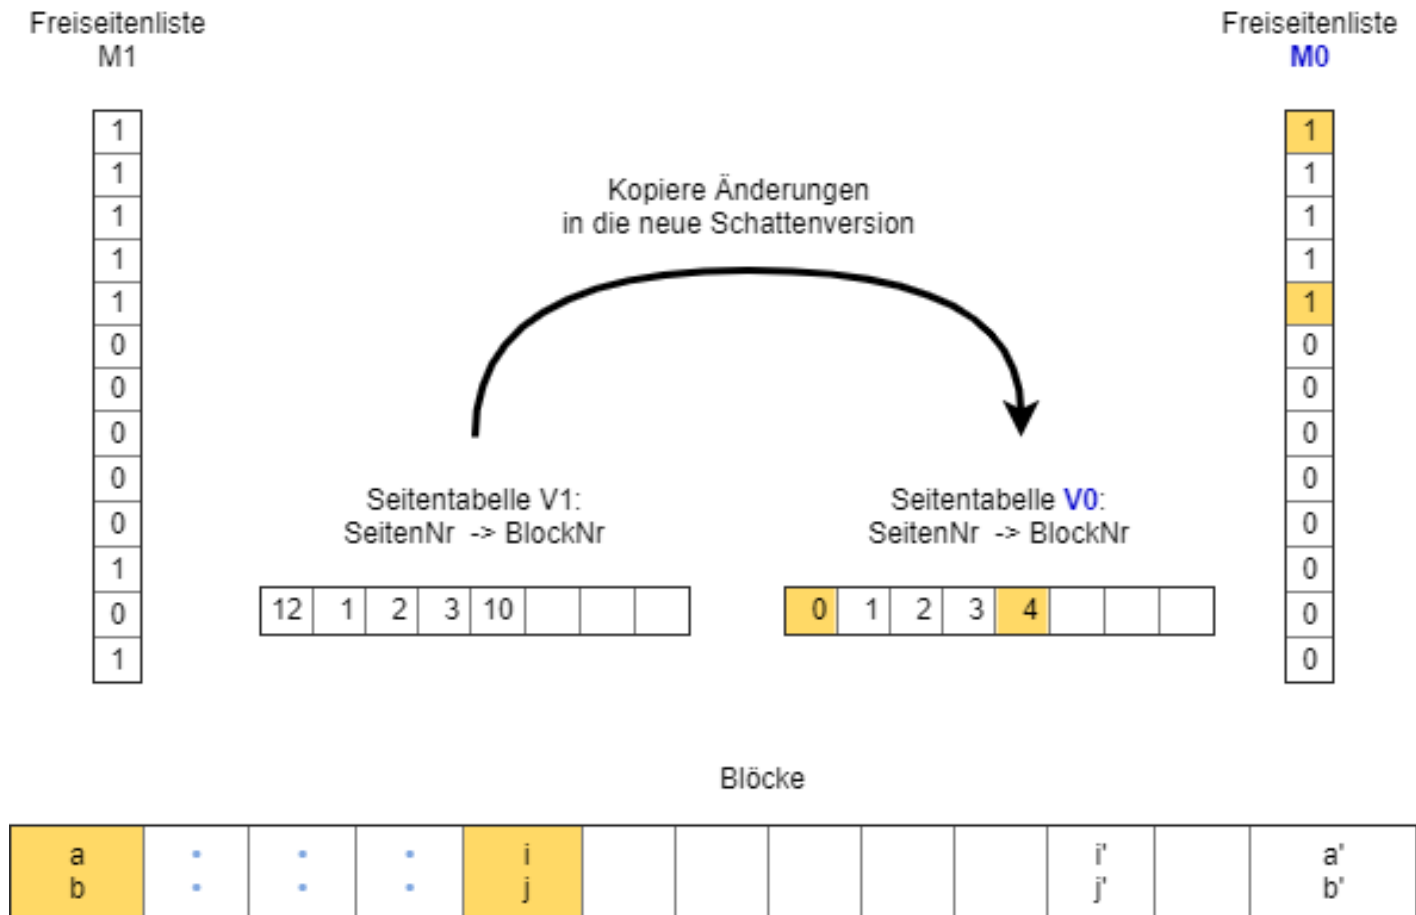 Freiseitenliste
M1
Freiseitenliste
M0
1
1
1
1
1
0
0
0
0
0
1
0
1
Kopiere Änderungen
in die neue Schattenversion
1
1
1
1
1
0
0
0
0
0
0
0
0
Seitentabelle V1:
SeitenNr -> BlockNr
12 1 2 3 10
Seitentabelle V0:
SeitenNr -> BlockNr
0 1 2 3 4
Blöcke
a i i' a'
b j j' b'